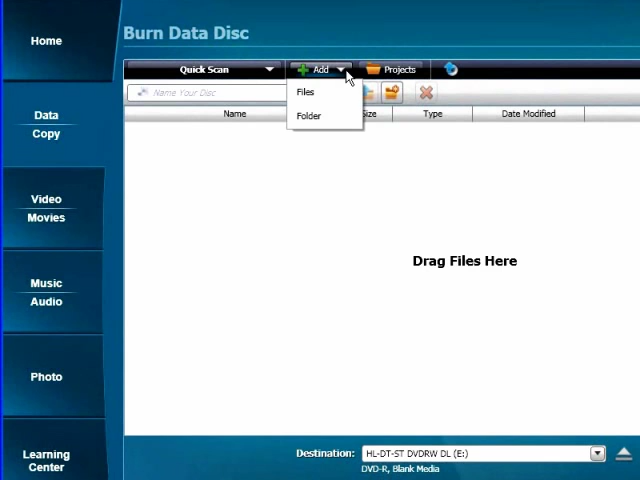 Home
Burn Data Disc
Quick Scan
Add
Projects
Name Your Disc
Files
Folder
Name
Type
Date Modified
Data
Copy
Video
Movies
Drag Files Here
Music
Audio
Photo
Learning
Center
Destination:
HL-DT-ST DVDRW DL (E:)
DVD-R, Blank Media